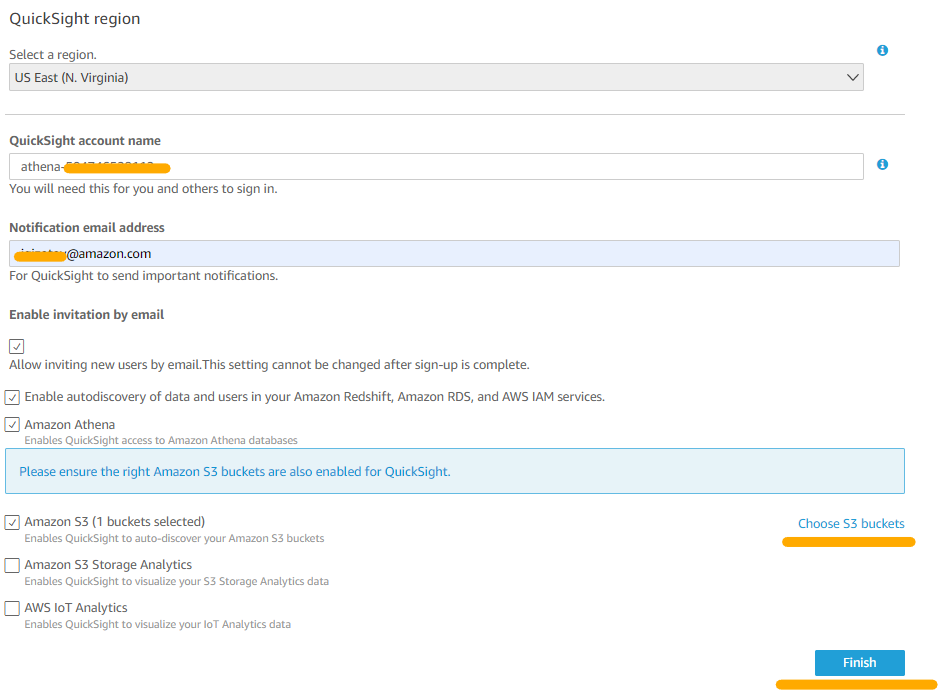 QuickSight region
Select a region.
US East (N. Virginia)
QuickSight account name
athena-
You will need this for you and others to sign in.
Notification email address
@amazon.com
For QuickSight to send important notifications.
Enable invitation by email
Allow inviting new users by email.This setting cannot be changed after sign-up is complete.
Enable autodiscovery of data and users in your Amazon Redshift, Amazon RDS, and AWS IAM services.
Amazon Athena
Enables QuickSight access to Amazon Athena databases
Please ensure the right Amazon S3 buckets are also enabled for QuickSight.
Amazon S3 (1 buckets selected)
Choose S3 buckets
Enables QuickSight to auto-discover your Amazon S3 buckets
Amazon S3 Storage Analytics
Enables QuickSight to visualize your S3 Storage Analytics data
AWS IoT Analytics
Enables QuickSight to visualize your IoT Analytics data
Finish